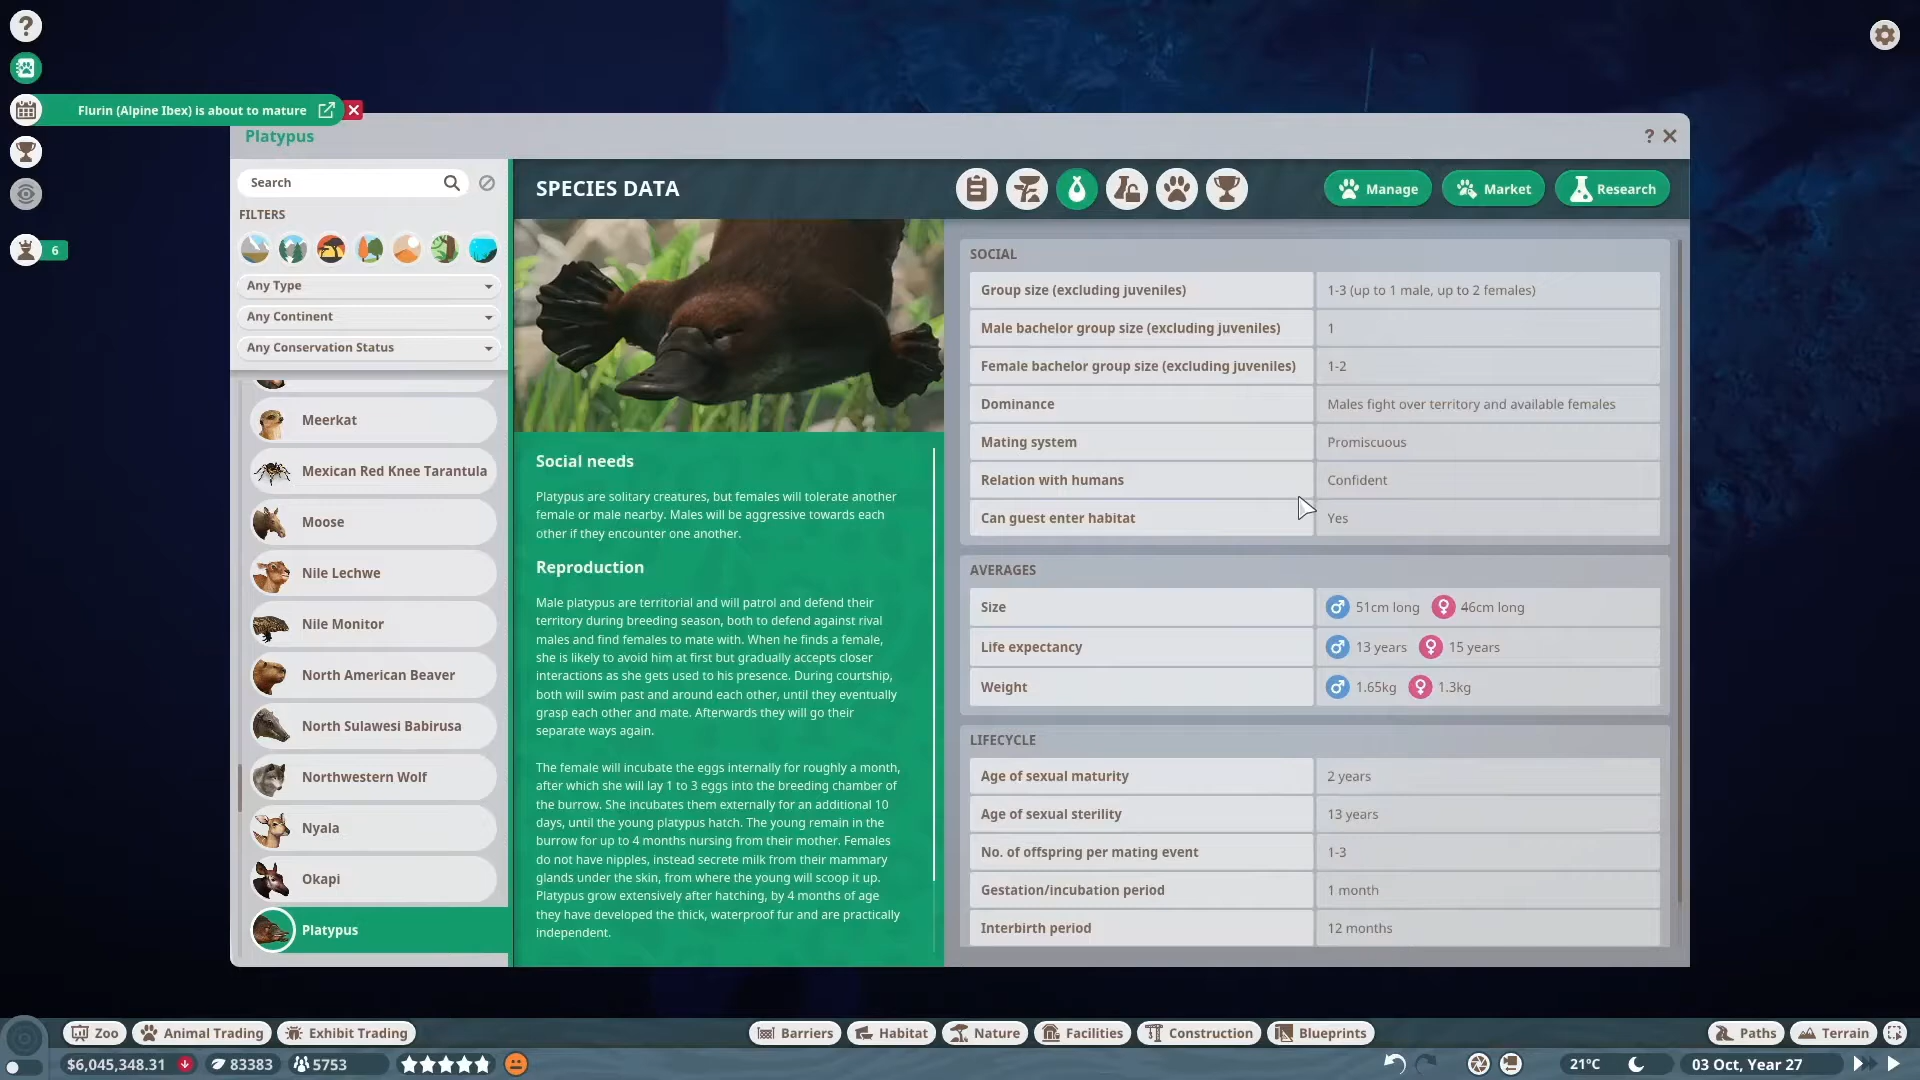 ?
Flurin (Alpine Ibex) is about to mature
6
Platypus
?
Search
FILTERS
Any Type
Any Continent
Any Conservation Status
Meerkat
Mexican Red Knee Tarantula
Moose
Nile Lechwe
Nile Monitor
North American Beaver
North Sulawesi Babirusa
Northwestern Wolf
Nyala
Okapi
Platypus
SPECIES DATA
Manage
Market
Research
Social needs
Platypus are solitary creatures, but females will tolerate another
female or male nearby. Males will be aggressive towards each
other if they encounter one another.
Reproduction
Male platypus are territorial and will patrol and defend their
territory during breeding season, both to defend against rival
males and find females to mate with. When he finds a female,
she is likely to avoid him at first but gradually accepts closer
interactions as she gets used to his presence. During courtship,
both will swim past and around each other, until they eventually
grasp each other and mate. Afterwards they will go their
separate ways again.
The female will incubate the eggs internally for roughly a month,
after which she will lay 1 to 3 eggs into the breeding chamber of
the burrow. She incubates them externally for an additional 10
days, until the young platypus hatch. The young remain in the
burrow for up to 4 months nursing from their mother. Females
do not have nipples, instead secrete milk from their mammary
glands under the skin, from where the young will scoop it up.
Platypus grow extensively after hatching, by 4 months of age
they have developed the thick, waterproof fur and are practically
independent.
SOCIAL
Group size (excluding juveniles) 1-3 (up to 1 male, up to 2 females)
Male bachelor group size (excluding juveniles) 1
Female bachelor group size (excluding juveniles) 1-2
Dominance Males fight over territory and available females
Mating system Promiscuous
Relation with humans Confident
Can guest enter habitat Yes
AVERAGES
Size ♂ 51cm long ♀ 46cm long
Life expectancy ♂ 13 years ♀ 15 years
Weight ♂ 1.65kg ♀ 1.3kg
LIFECYCLE
Age of sexual maturity 2 years
Age of sexual sterility 13 years
No. of offspring per mating event 1-3
Gestation/incubation period 1 month
Interbirth period 12 months
Zoo Animal Trading Exhibit Trading Barriers Habitat Nature Facilities Construction Blueprints Paths Terrain
$6,045,348.31 83383 5753 21°C 03 Oct, Year 27